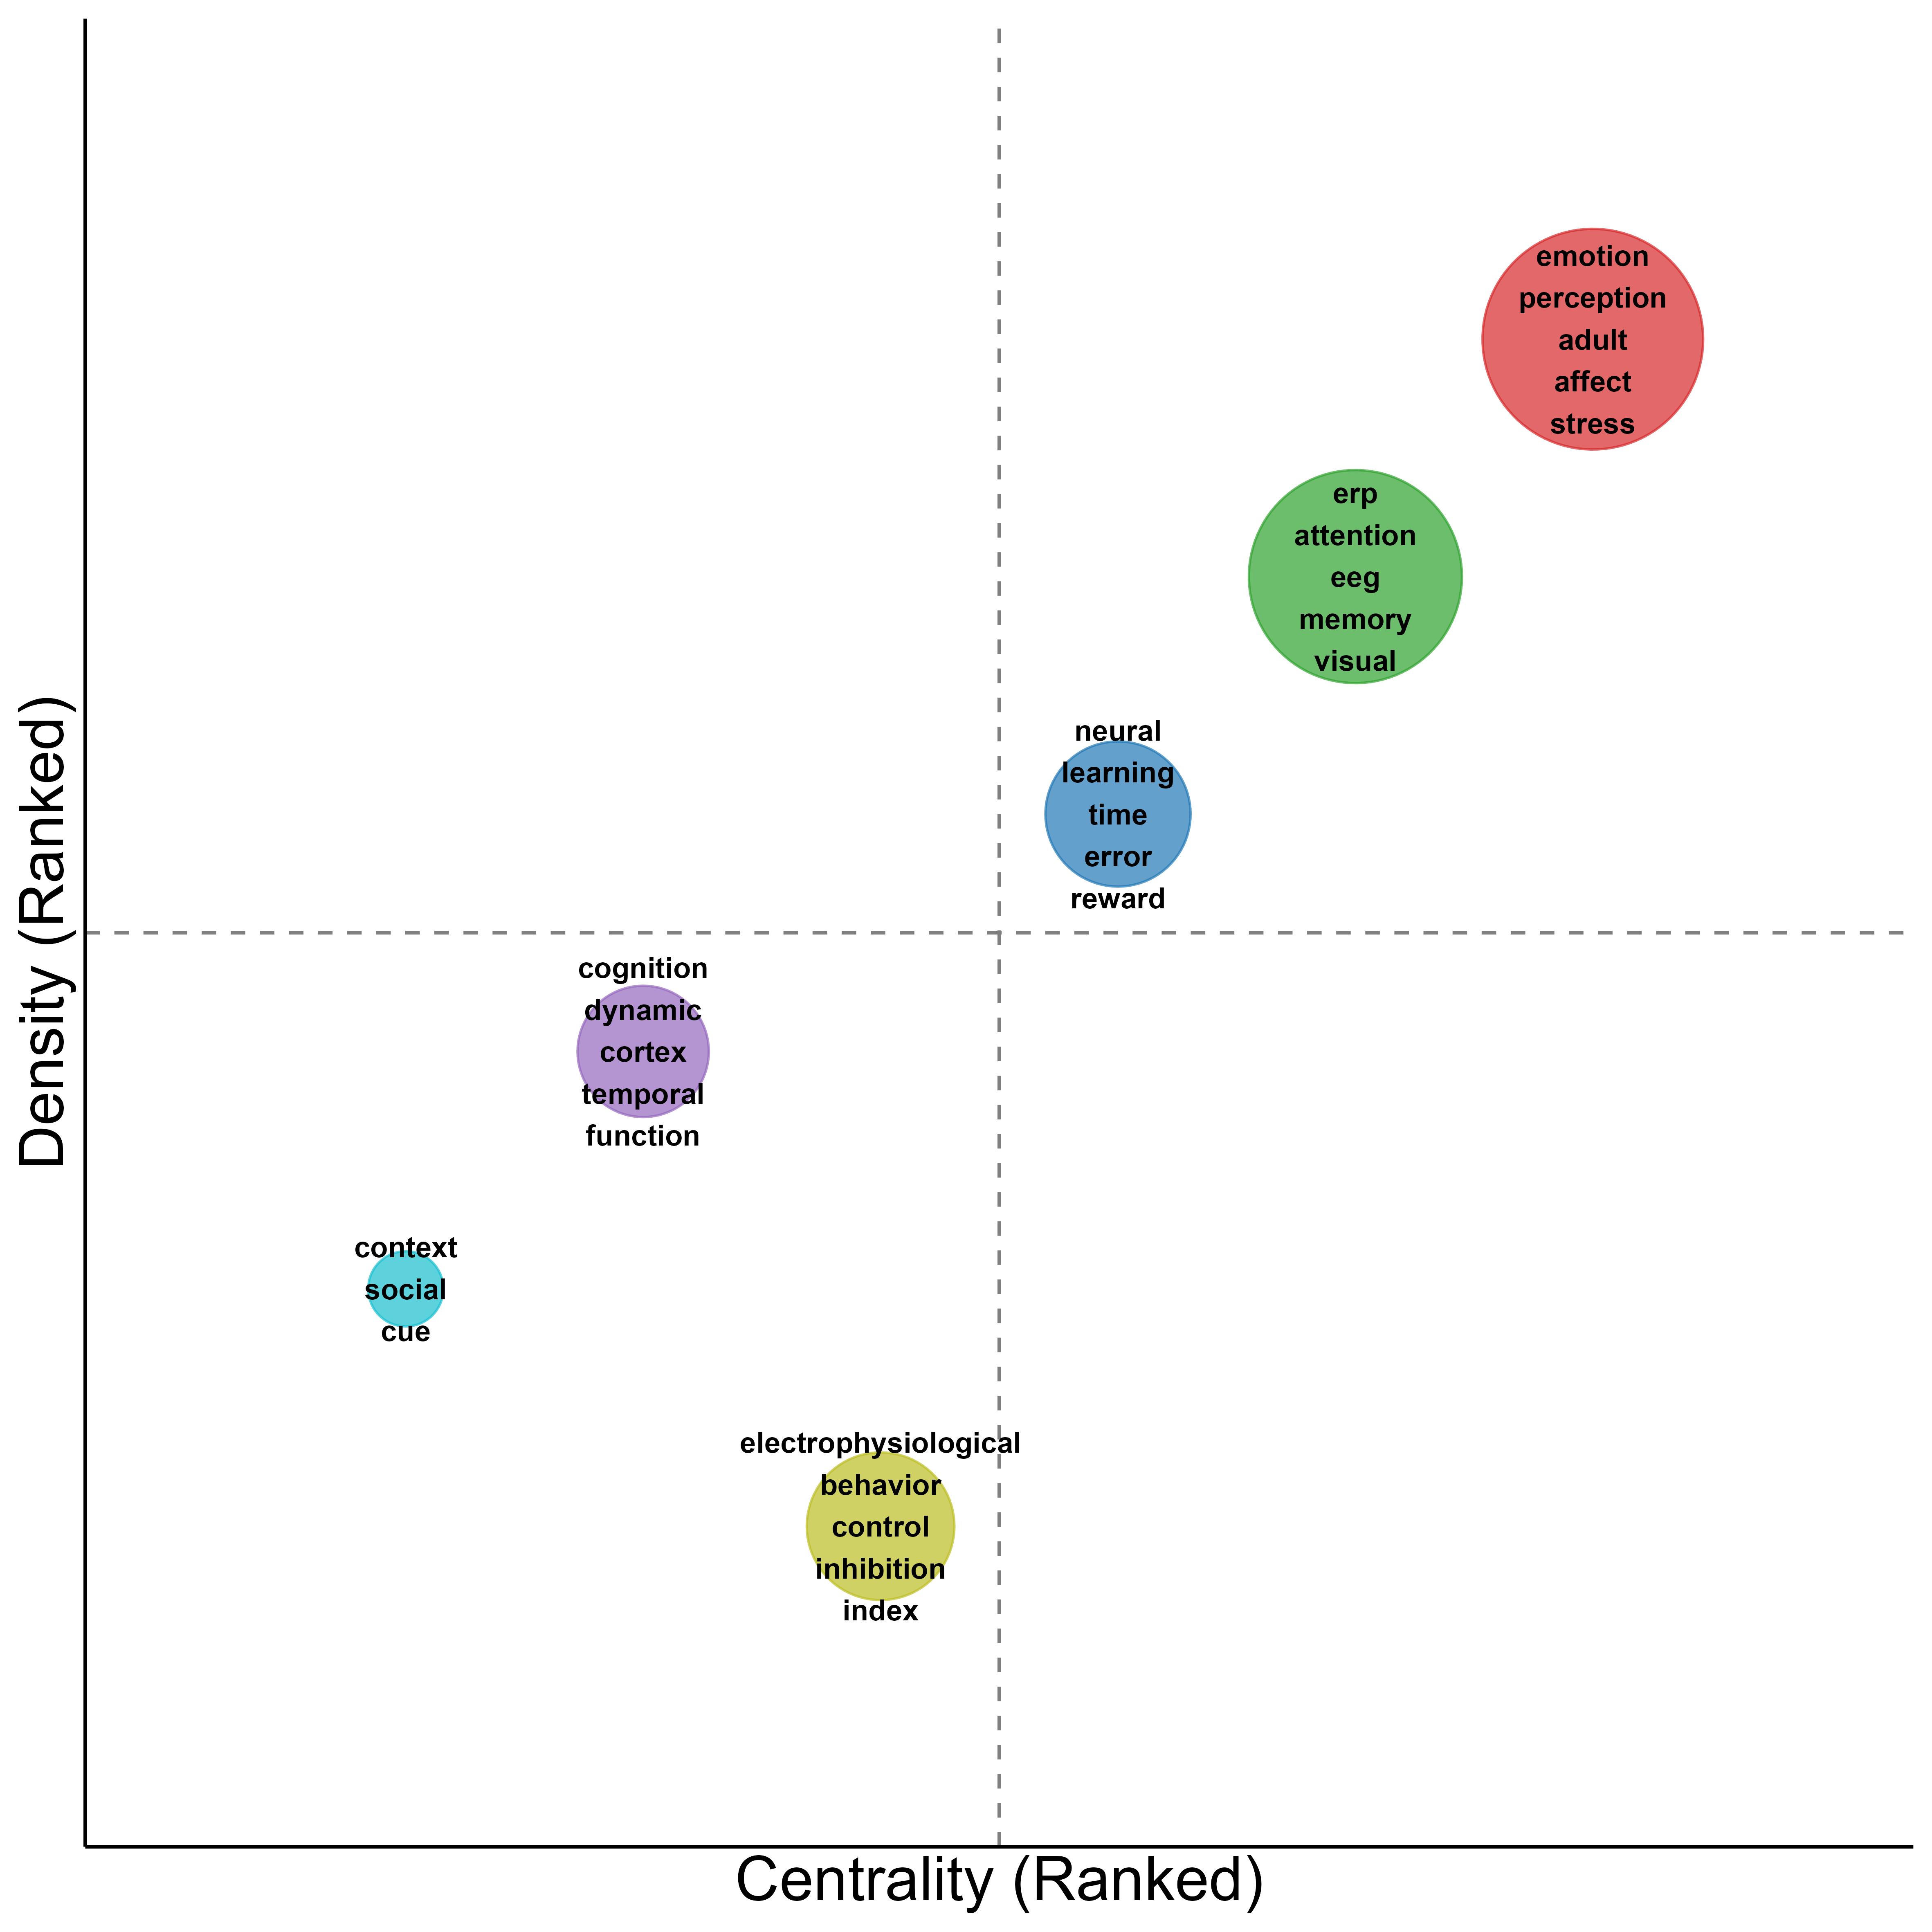 emotion
perception
adult
affect
stress
erp
attention
eeg
memory
visual
neural
learning
time
error
reward
cognition
dynamic
cortex
temporal
function
context
social
cue
electrophysiological
behavior
control
inhibition
index
Density (Ranked)
Centrality (Ranked)